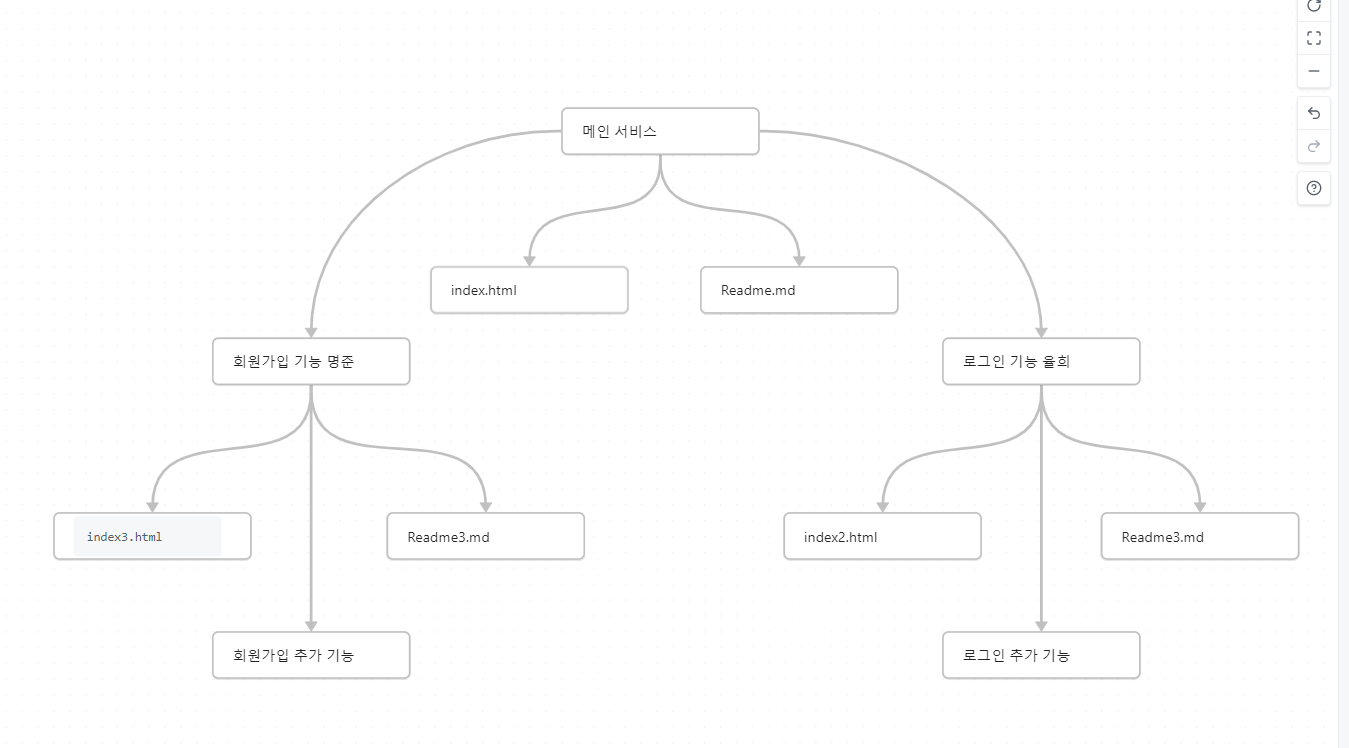 메인 서비스
index.html
Readme.md
회원가입 기능 명준
로그인 기능 율희
index3.html
Readme3.md
index2.html
Readme3.md
회원가입 추가 기능
로그인 추가 기능